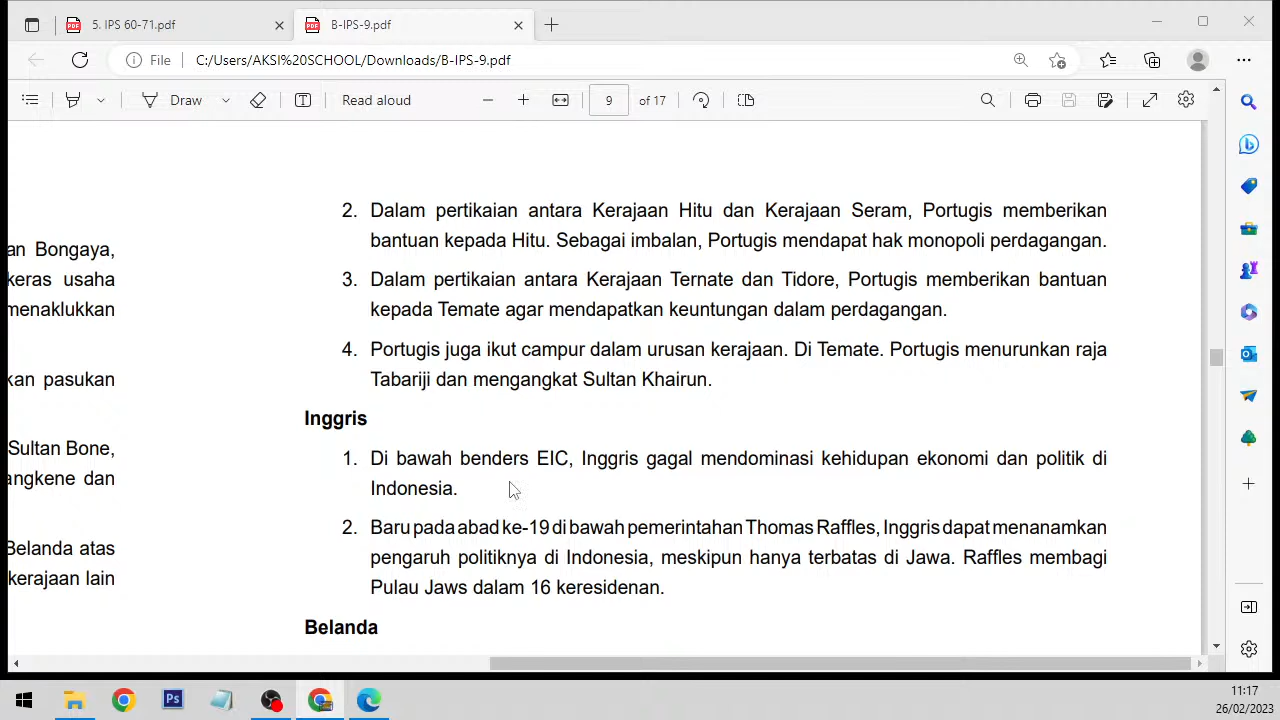 5. IPS 60-71.pdf
B-IPS-9.pdf
File
C:/Users/AKSI%20SCHOOL/Downloads/B-IPS-9.pdf
Draw
Read aloud
9
of 17
an Bongaya,
keras usaha
menaklukkan
kan pasukan
Sultan Bone,
angkene dan
Belanda atas
kerajaan lain
2. Dalam pertikaian antara Kerajaan Hitu dan Kerajaan Seram, Portugis memberikan
bantuan kepada Hitu. Sebagai imbalan, Portugis mendapat hak monopoli perdagangan.
3. Dalam pertikaian antara Kerajaan Ternate dan Tidore, Portugis memberikan bantuan
kepada Temate agar mendapatkan keuntungan dalam perdagangan.
4. Portugis juga ikut campur dalam urusan kerajaan. Di Temate. Portugis menurunkan raja
Tabariji dan mengangkat Sultan Khairun.
Inggris
1. Di bawah benders EIC, Inggris gagal mendominasi kehidupan ekonomi dan politik di
Indonesia.
2. Baru pada abad ke-19 di bawah pemerintahan Thomas Raffles, Inggris dapat menanamkan
pengaruh politiknya di Indonesia, meskipun hanya terbatas di Jawa. Raffles membagi
Pulau Jaws dalam 16 keresidenan.
Belanda
Ps
11:17
26/02/2023